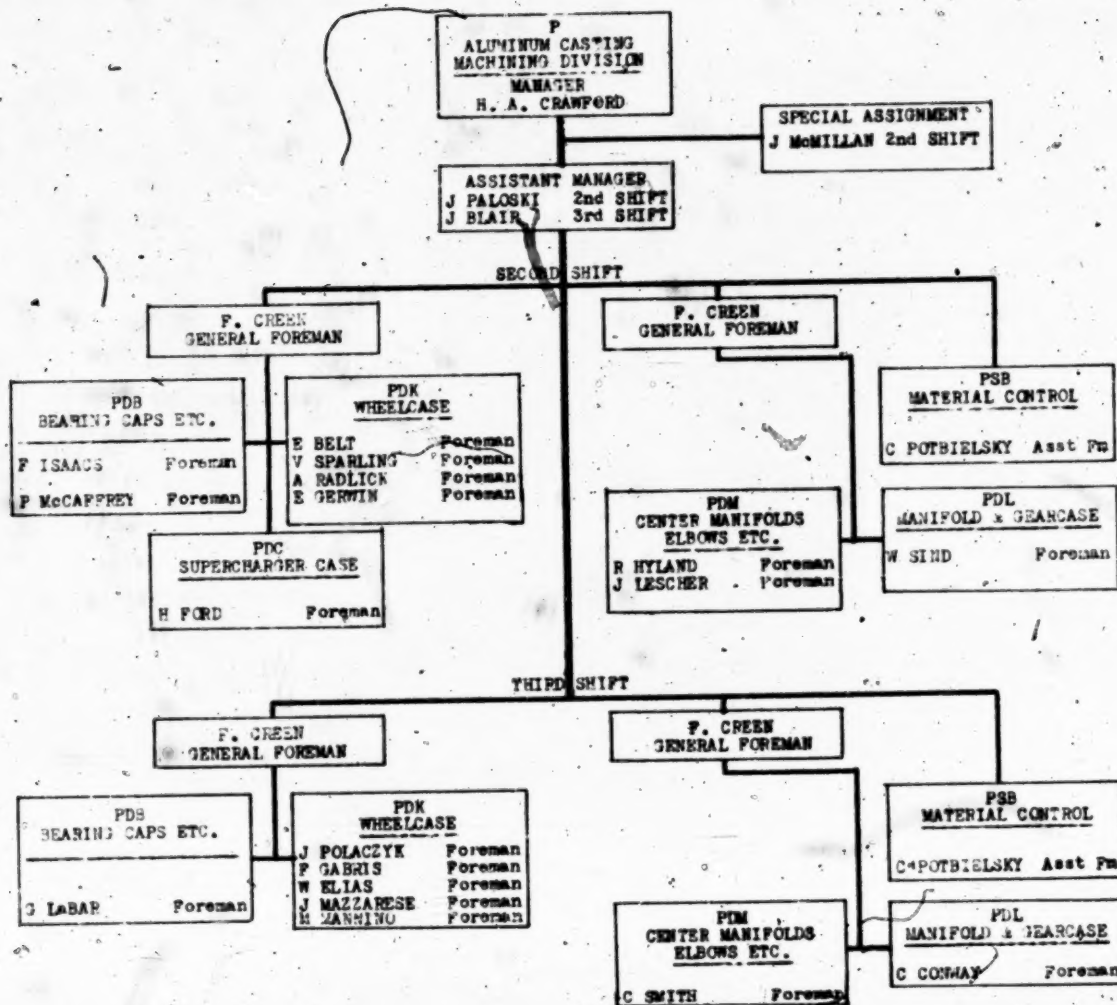 P
ALUMINUM CASTING
MACHINING DIVISION
MANAGER
H. A. CRAWFORD
SPECIAL ASSIGNMENT
J McMILLAN 2nd SHIFT
ASSISTANT MANAGER
J PALOSKI 2nd SHIFT
J BLAIR 3rd SHIFT
SECOND SHIFT
F. CREEN
GENERAL FOREMAN
PDB
BEARING CAPS ETC.
F ISAACS Foreman
P McCAFFREY Foreman
PDK
WHEELCASE
E BELT Foreman
V SPARLING Foreman
A RADLICK Foreman
E GERWIN Foreman
PDC
SUPERCHARGER CASE
H FORD Foreman
F. CREEN
GENERAL FOREMAN
PSB
MATERIAL CONTROL
C POTBIELSKY Asst Fm
PDM
CENTER MANIFOLDS
ELBOWS ETC.
R HYLAND Foreman
J LESCHER Foreman
PDL
MANIFOLD & GEARCASE
W SIND Foreman
THIRD SHIFT
F. CREEN
GENERAL FOREMAN
PDB
BEARING CAPS ETC.
G LaBAR Foreman
PDK
WHEELCASE
J POLACZYK Foreman
F GABRIS Foreman
W ELIAS Foreman
J MAZZARESE Foreman
M MANNINO Foreman
F. CREEN
GENERAL FOREMAN
PSB
MATERIAL CONTROL
C POTBIELSKY Asst Fm
PDM
CENTER MANIFOLDS
ELBOWS ETC.
C SMITH Foreman
PDL
MANIFOLD & GEARCASE
C CONWAY Foreman